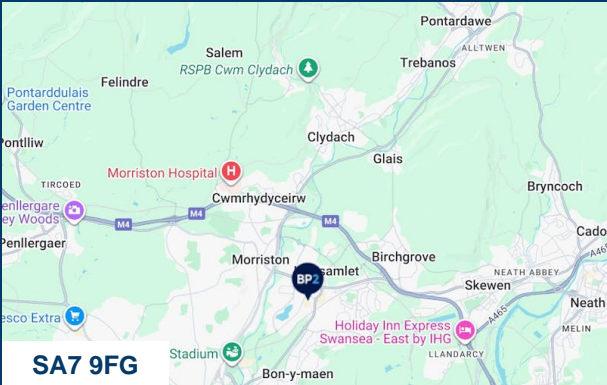 Pontardawe
ALLTWEN
Salem
RSPB Cwm Clydach
Trebanos
Felindre
Pontarddulais
Garden Centre
Clydach
Pontlliw
Glais
Morriston Hospital
H
TIRCOED
Cwmrhydyceirw
Bryncoch
Penllergare
ey Woods
M4
M4
M4
Cado
Penllergaer
Morriston
Birchgrove
samlet
A465
NEATH ABBEY
BP2
Skewen
A465
Neath
esco Extra
Holiday Inn Express
Swansea - East by IHG
MELIN
LLANDARCY
SA7 9FG
Stadium
Bon-y-maen